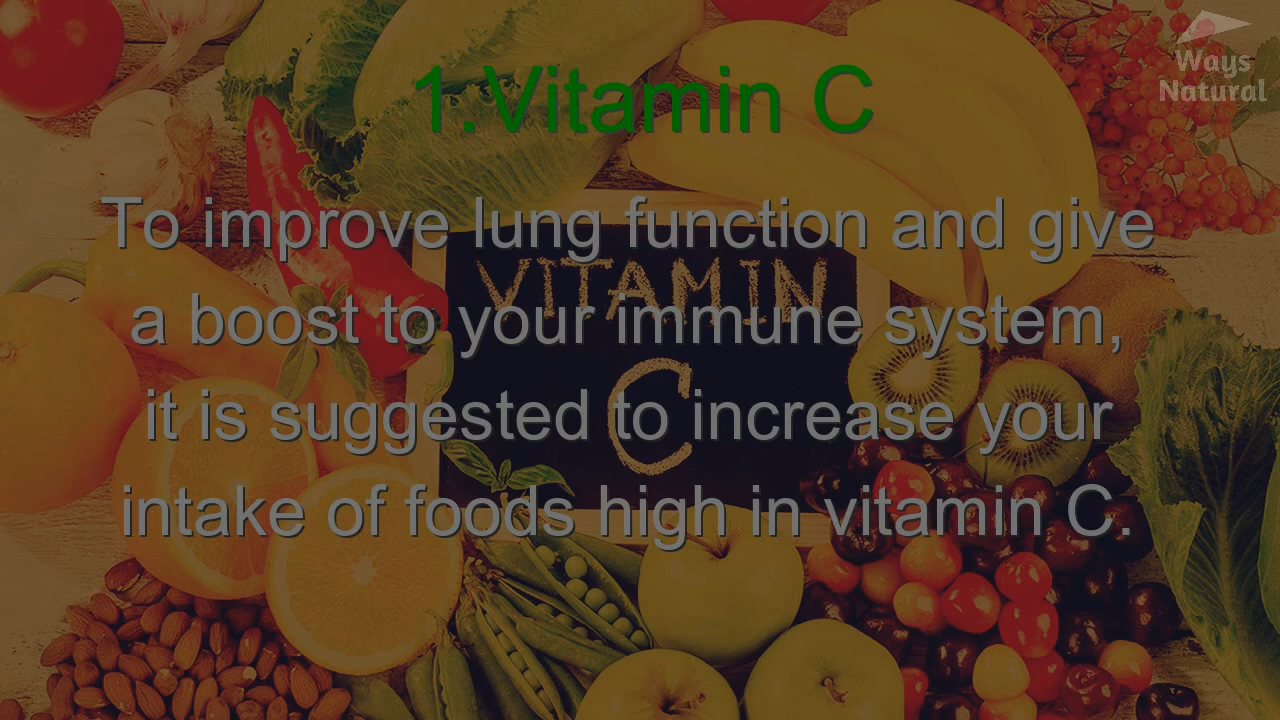 Ways
Natural
1.Vitamin C
To improve lung function and give
a boost to your immune system,
it is suggested to increase your
intake of foods high in vitamin C.
VITAMIN
C